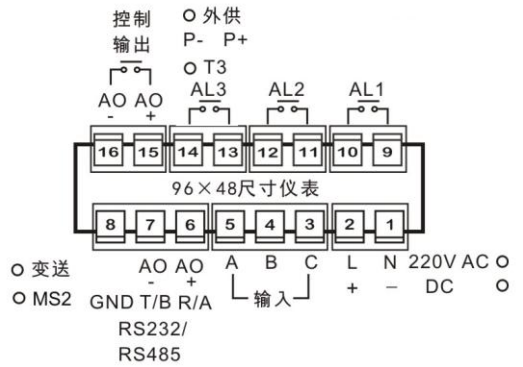 控制 ○ 外供
输出 P- P+
○ T3
AO AO AL3 AL2 AL1
- +
16 15 14 13 12 11 10 9
96×48尺寸仪表
8 7 6 5 4 3 2 1
○ 变送 AO AO A B C L N 220V AC ○
- + + − DC ○
○ MS2 GND T/B R/A 输入
RS232/
RS485